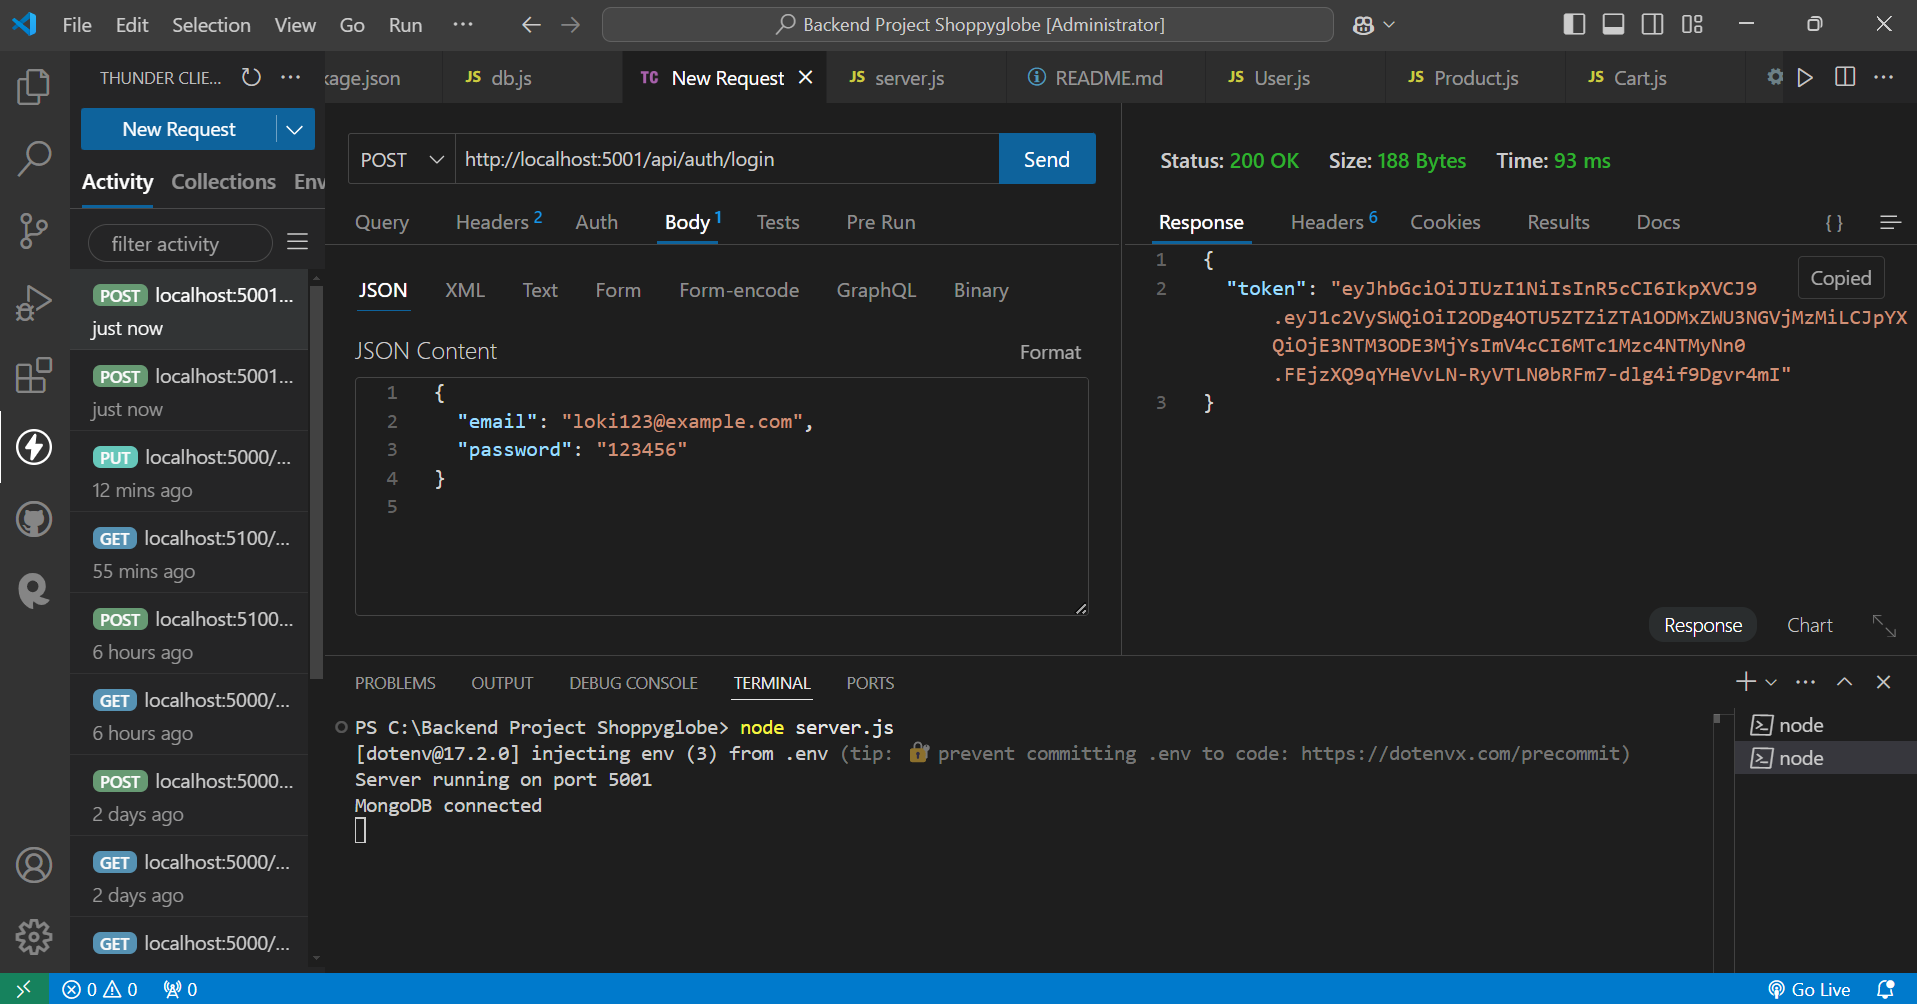 File Edit Selection View Go Run ··· Backend Project Shoppyglobe [Administrator]
THUNDER CLIE... ···
kage.json JS db.js TC New Request JS server.js README.md JS User.js JS Product.js JS Cart.js ···
New Request
Activity Collections Env
filter activity
POST localhost:5001...
just now
POST localhost:5001...
just now
PUT localhost:5000/...
12 mins ago
GET localhost:5100/...
55 mins ago
POST localhost:5100...
6 hours ago
GET localhost:5000/...
6 hours ago
POST localhost:5000...
2 days ago
GET localhost:5000/...
2 days ago
GET localhost:5000/...
POST http://localhost:5001/api/auth/login Send
Query Headers 2 Auth Body 1 Tests Pre Run
JSON XML Text Form Form-encode GraphQL Binary
JSON Content Format
1 {
2 "email": "loki123@example.com",
3 "password": "123456"
4 }
5
Status: 200 OK Size: 188 Bytes Time: 93 ms
Response Headers 6 Cookies Results Docs { }
Copied
1 {
2 "token": "eyJhbGciOiJIUzI1NiIsInR5cCI6IkpXVCJ9
.eyJ1c2VySWQiOiI2ODg4OTU5ZTZiZTA1ODMxZWU3NGVjMzMiLCJpYX
QiOjE3NTM3ODE3MjYsImV4cCI6MTc1Mzc4NTMyNn0
.FEjzXQ9qYHeVvLN-RyVTLN0bRFm7-dlg4if9Dgvr4mI"
3 }
Response Chart
PROBLEMS OUTPUT DEBUG CONSOLE TERMINAL PORTS ···
PS C:\Backend Project Shoppyglobe> node server.js
[dotenv@17.2.0] injecting env (3) from .env (tip: 🔐 prevent committing .env to code: https://dotenvx.com/precommit)
Server running on port 5001
MongoDB connected
node
node
0 0 0 Go Live